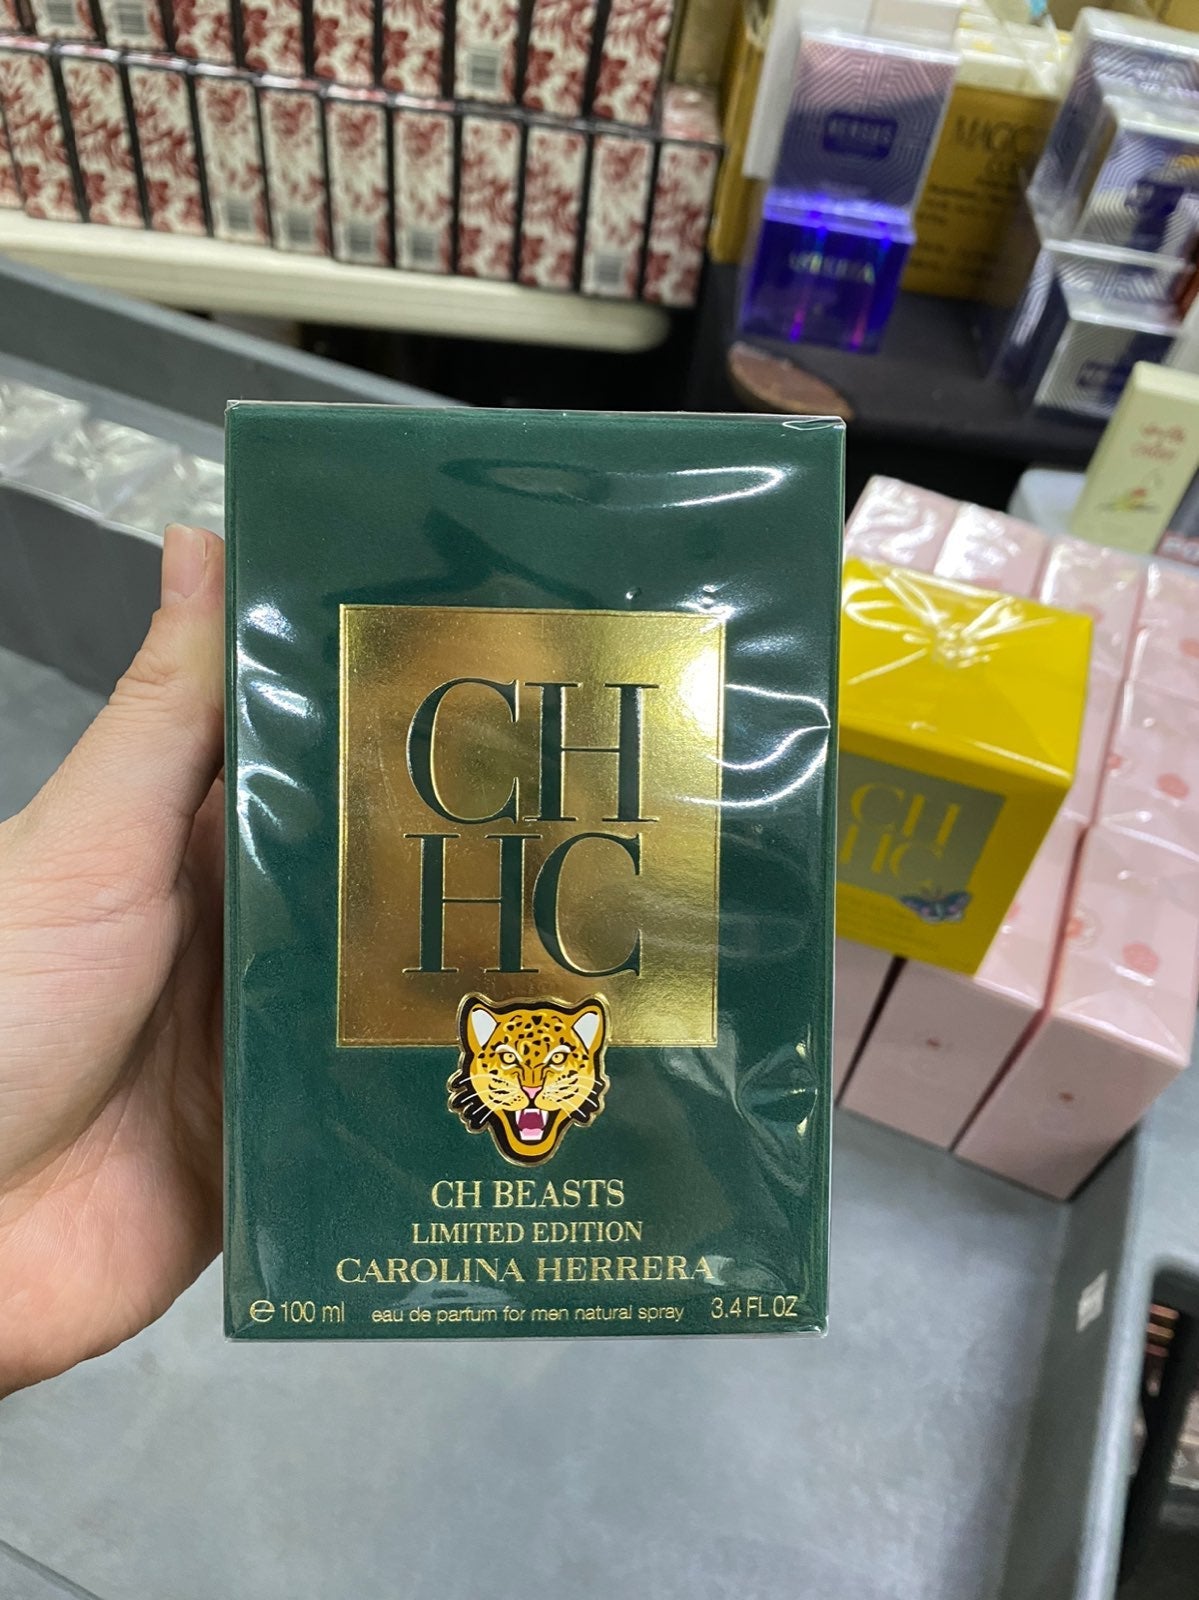 CH
HC
CH BEASTS
LIMITED EDITION
CAROLINA HERRERA
℮ 100 ml eau de parfum for men natural spray 3.4 FL OZ
CH
HC